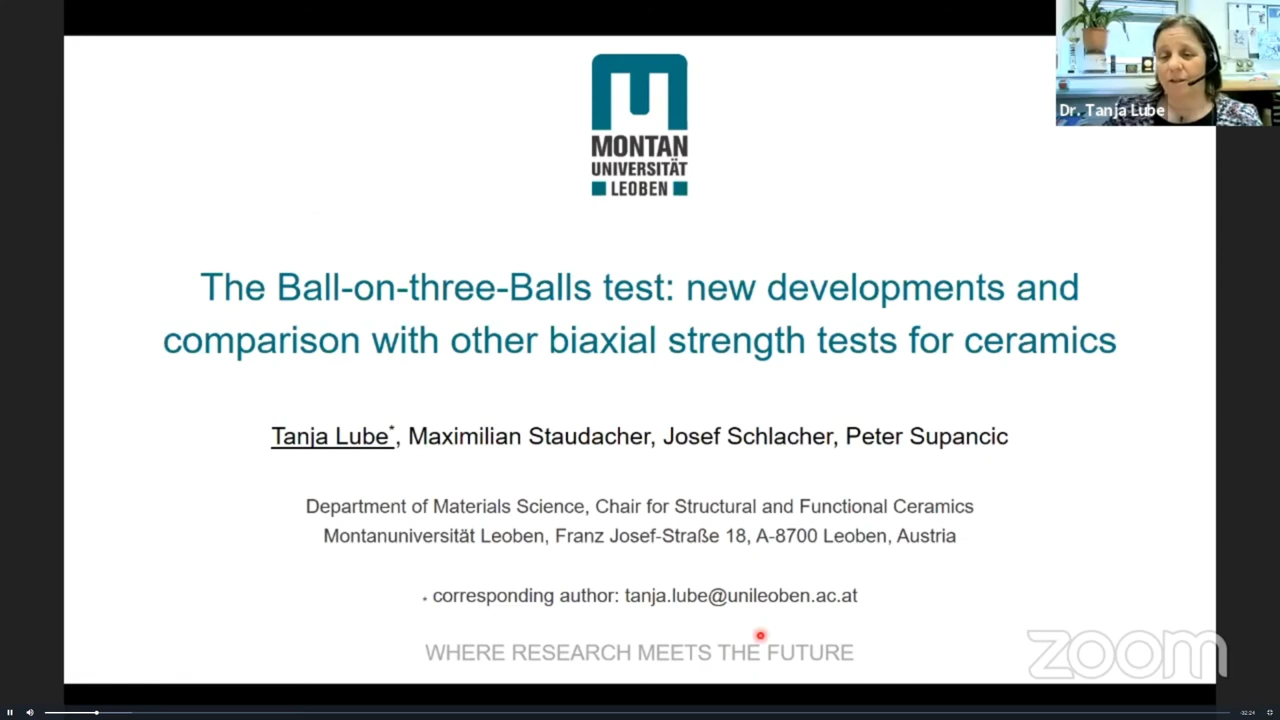 Dr. Tanja Lube
MONTAN
UNIVERSITÄT
LEOBEN
The Ball-on-three-Balls test: new developments and
comparison with other biaxial strength tests for ceramics
Tanja Lube*, Maximilian Staudacher, Josef Schlacher, Peter Supancic
Department of Materials Science, Chair for Structural and Functional Ceramics
Montanuniversität Leoben, Franz Josef-Straße 18, A-8700 Leoben, Austria
* corresponding author: tanja.lube@unileoben.ac.at
WHERE RESEARCH MEETS THE FUTURE
zoom
-32:24